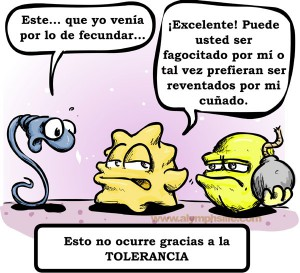 Este... que yo venía
por lo de fecundar...
¡Excelente! Puede
usted ser
fagocitado por mí o
tal vez prefieran ser
reventados por mi
cuñado.
www.alymphsite.com
Esto no ocurre gracias a la
TOLERANCIA